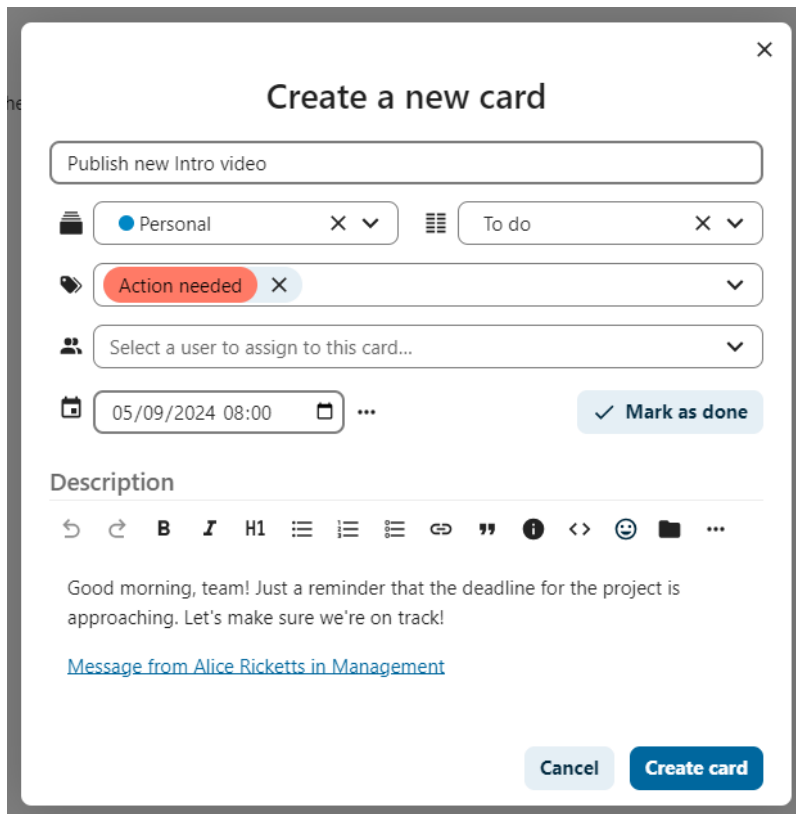 he
Create a new card
Publish new Intro video
Personal
To do
Action needed
Select a user to assign to this card...
05/09/2024 08:00
Mark as done
Description
B I H1
Good morning, team! Just a reminder that the deadline for the project is
approaching. Let's make sure we're on track!
Message from Alice Ricketts in Management
Cancel
Create card